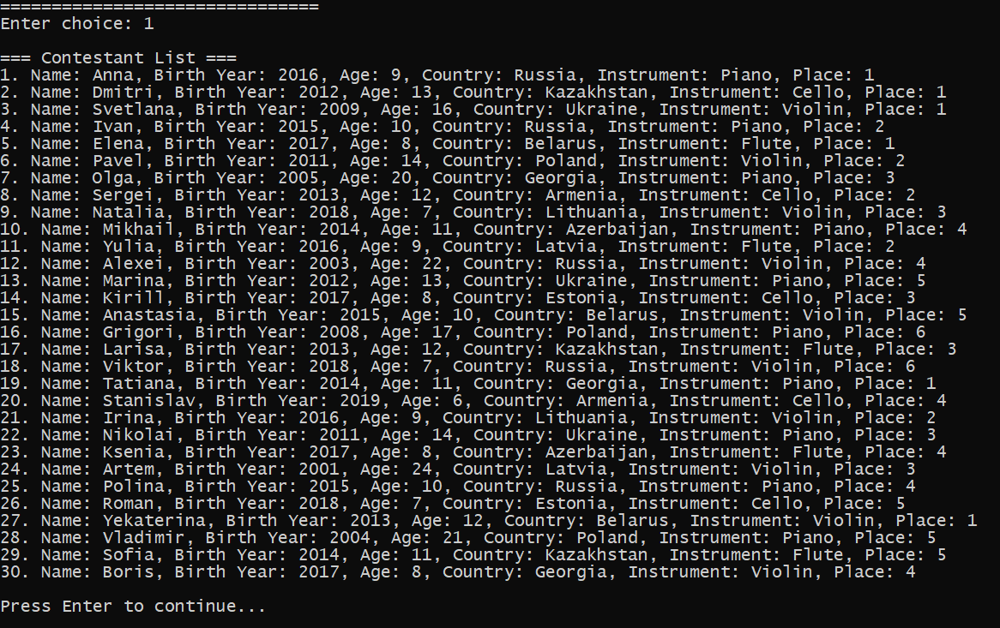 ===============================
Enter choice: 1
=== Contestant List ===
1. Name: Anna, Birth Year: 2016, Age: 9, Country: Russia, Instrument: Piano, Place: 1
2. Name: Dmitri, Birth Year: 2012, Age: 13, Country: Kazakhstan, Instrument: Cello, Place: 1
3. Name: Svetlana, Birth Year: 2009, Age: 16, Country: Ukraine, Instrument: Violin, Place: 1
4. Name: Ivan, Birth Year: 2015, Age: 10, Country: Russia, Instrument: Piano, Place: 2
5. Name: Elena, Birth Year: 2017, Age: 8, Country: Belarus, Instrument: Flute, Place: 1
6. Name: Pavel, Birth Year: 2011, Age: 14, Country: Poland, Instrument: Violin, Place: 2
7. Name: Olga, Birth Year: 2005, Age: 20, Country: Georgia, Instrument: Piano, Place: 3
8. Name: Sergei, Birth Year: 2013, Age: 12, Country: Armenia, Instrument: Cello, Place: 2
9. Name: Natalia, Birth Year: 2018, Age: 7, Country: Lithuania, Instrument: Violin, Place: 3
10. Name: Mikhail, Birth Year: 2014, Age: 11, Country: Azerbaijan, Instrument: Piano, Place: 4
11. Name: Yulia, Birth Year: 2016, Age: 9, Country: Latvia, Instrument: Flute, Place: 2
12. Name: Alexei, Birth Year: 2003, Age: 22, Country: Russia, Instrument: Violin, Place: 4
13. Name: Marina, Birth Year: 2012, Age: 13, Country: Ukraine, Instrument: Piano, Place: 5
14. Name: Kirill, Birth Year: 2017, Age: 8, Country: Estonia, Instrument: Cello, Place: 3
15. Name: Anastasia, Birth Year: 2015, Age: 10, Country: Belarus, Instrument: Violin, Place: 5
16. Name: Grigori, Birth Year: 2008, Age: 17, Country: Poland, Instrument: Piano, Place: 6
17. Name: Larisa, Birth Year: 2013, Age: 12, Country: Kazakhstan, Instrument: Flute, Place: 3
18. Name: Viktor, Birth Year: 2018, Age: 7, Country: Russia, Instrument: Violin, Place: 6
19. Name: Tatiana, Birth Year: 2014, Age: 11, Country: Georgia, Instrument: Piano, Place: 1
20. Name: Stanislav, Birth Year: 2019, Age: 6, Country: Armenia, Instrument: Cello, Place: 4
21. Name: Irina, Birth Year: 2016, Age: 9, Country: Lithuania, Instrument: Violin, Place: 2
22. Name: Nikolai, Birth Year: 2011, Age: 14, Country: Ukraine, Instrument: Piano, Place: 3
23. Name: Ksenia, Birth Year: 2017, Age: 8, Country: Azerbaijan, Instrument: Flute, Place: 4
24. Name: Artem, Birth Year: 2001, Age: 24, Country: Latvia, Instrument: Violin, Place: 3
25. Name: Polina, Birth Year: 2015, Age: 10, Country: Russia, Instrument: Piano, Place: 4
26. Name: Roman, Birth Year: 2018, Age: 7, Country: Estonia, Instrument: Cello, Place: 5
27. Name: Yekaterina, Birth Year: 2013, Age: 12, Country: Belarus, Instrument: Violin, Place: 1
28. Name: Vladimir, Birth Year: 2004, Age: 21, Country: Poland, Instrument: Piano, Place: 5
29. Name: Sofia, Birth Year: 2014, Age: 11, Country: Kazakhstan, Instrument: Flute, Place: 5
30. Name: Boris, Birth Year: 2017, Age: 8, Country: Georgia, Instrument: Violin, Place: 4
Press Enter to continue...